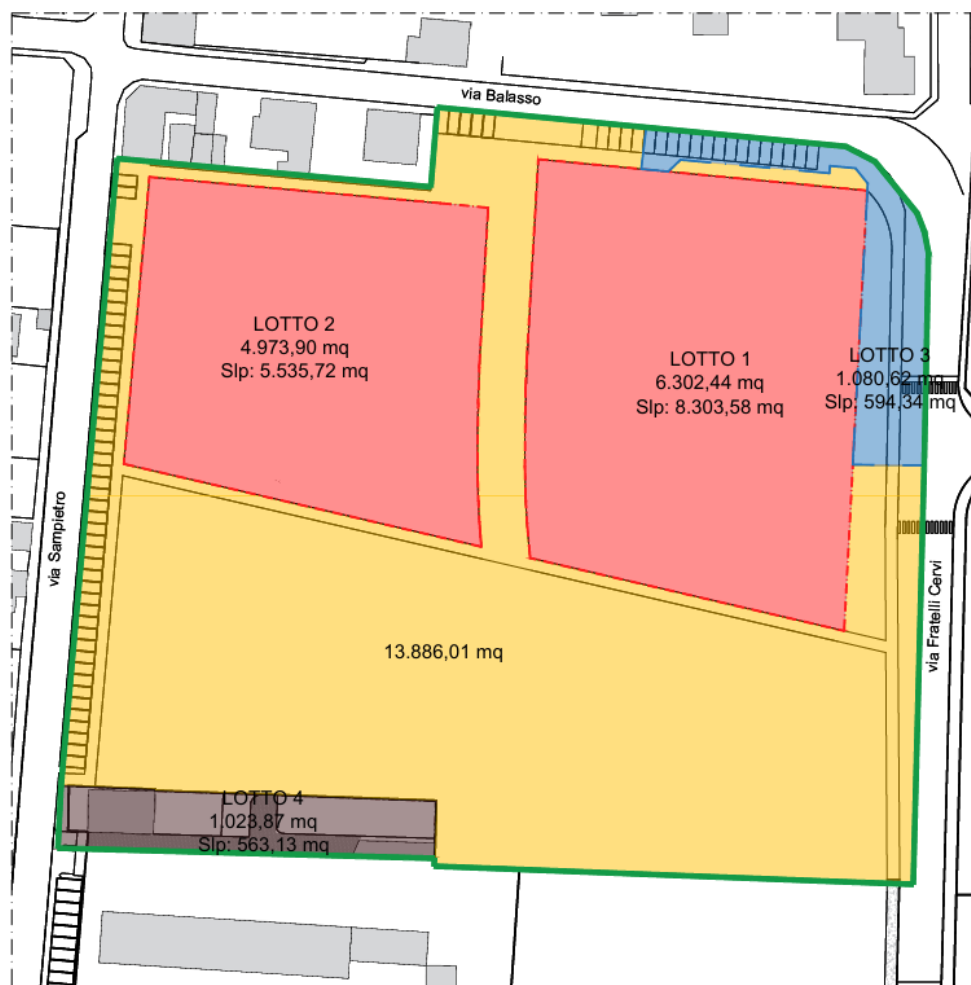 via Balasso
LOTTO 2
4.973,90 mq
Slp: 5.535,72 mq
LOTTO 1
6.302,44 mq
Slp: 8.303,58 mq
LOTTO 3
1.080,62 mq
Slp: 594,34 mq
via Sampietro
via Fratelli Cervi
13.886,01 mq
LOTTO 4
1.023,87 mq
Slp: 563,13 mq